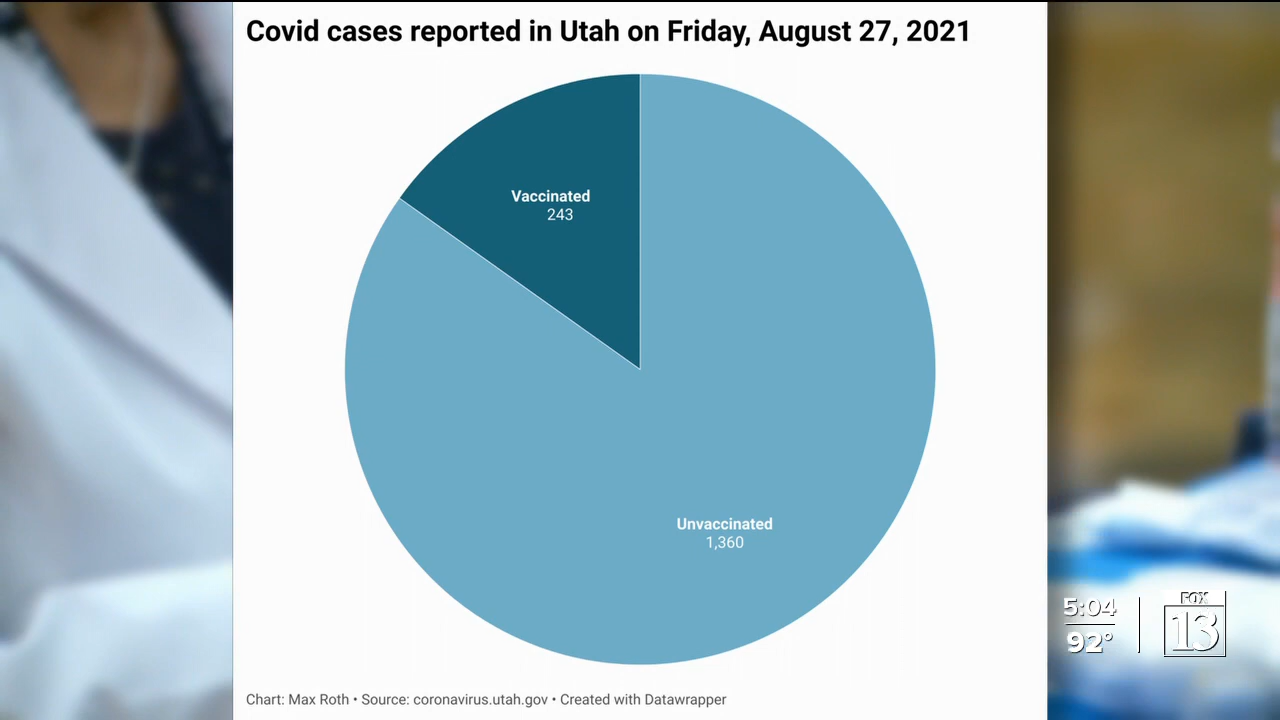 Covid cases reported in Utah on Friday, August 27, 2021
Vaccinated
243
Unvaccinated
1,360
5:04
92°
FOX
13
Chart: Max Roth • Source: coronavirus.utah.gov • Created with Datawrapper